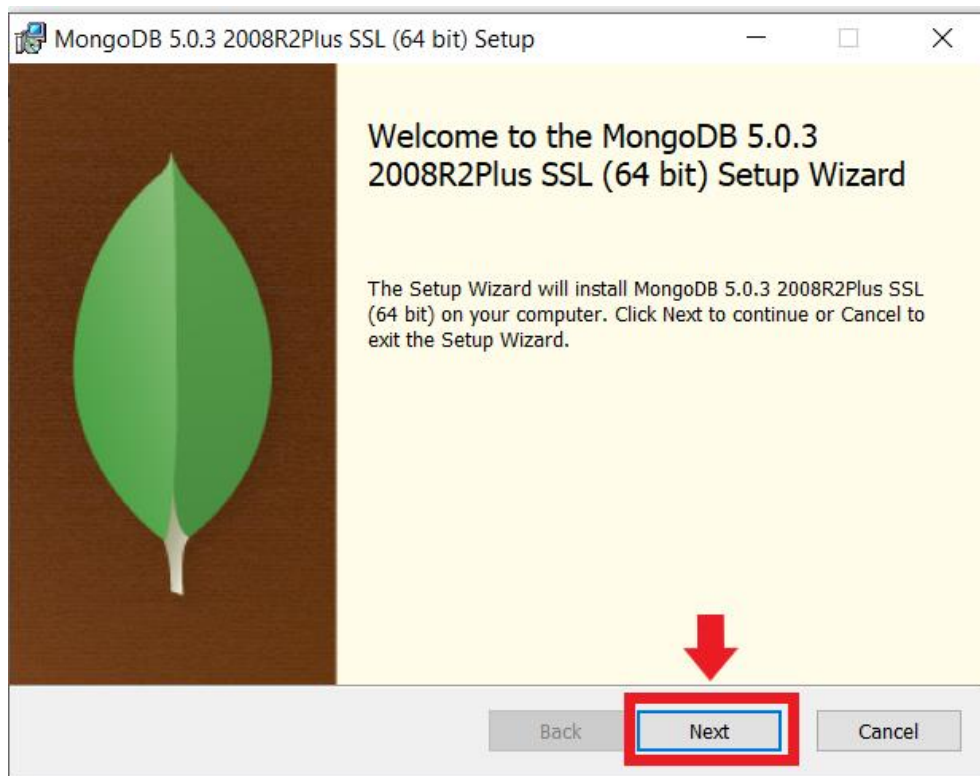 MongoDB 5.0.3 2008R2Plus SSL (64 bit) Setup
Welcome to the MongoDB 5.0.3
2008R2Plus SSL (64 bit) Setup Wizard
The Setup Wizard will install MongoDB 5.0.3 2008R2Plus SSL
(64 bit) on your computer. Click Next to continue or Cancel to
exit the Setup Wizard.
Back Next Cancel